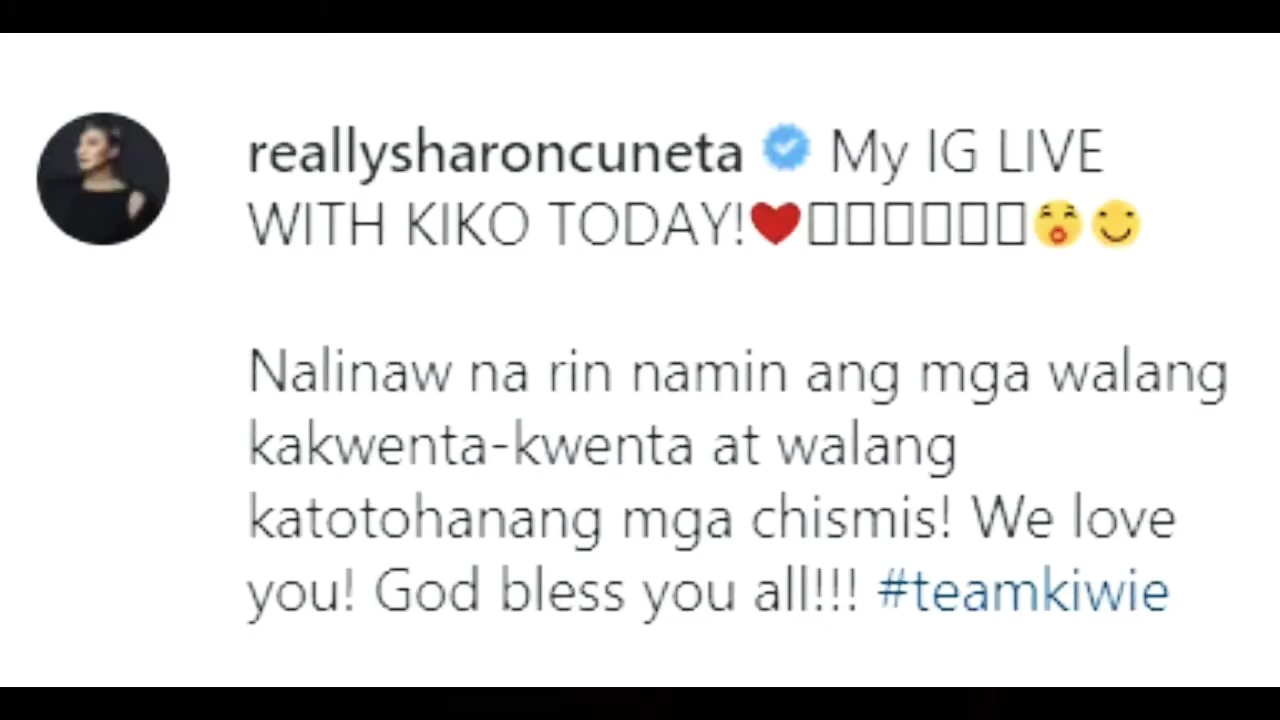 reallysharoncuneta My IG LIVE
WITH KIKO TODAY!❤️□□□□□□😙☺️
Nalinaw na rin namin ang mga walang
kakwenta-kwenta at walang
katotohanang mga chismis! We love
you! God bless you all!!! #teamkiwie